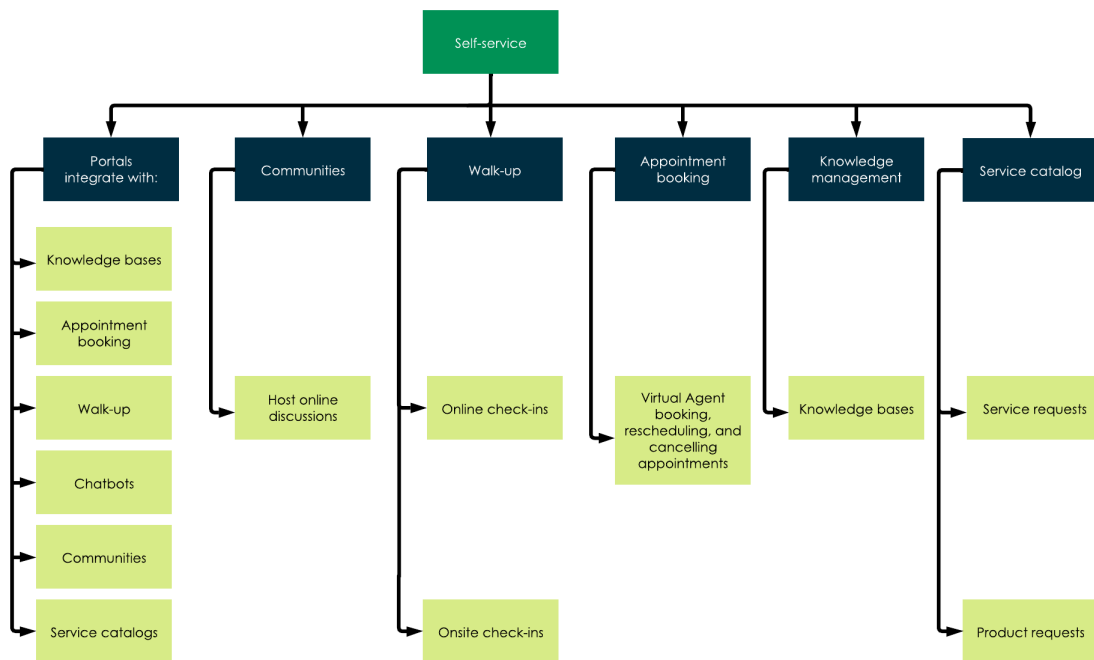 Self-service
Portals
integrate with:
Communities
Walk-up
Appointment
booking
Knowledge
management
Service catalog
Knowledge bases
Appointment
booking
Walk-up
Chatbots
Communities
Service catalogs
Host online
discussions
Online check-ins
Onsite check-ins
Virtual Agent
booking,
rescheduling, and
cancelling
appointments
Knowledge bases
Service requests
Product requests